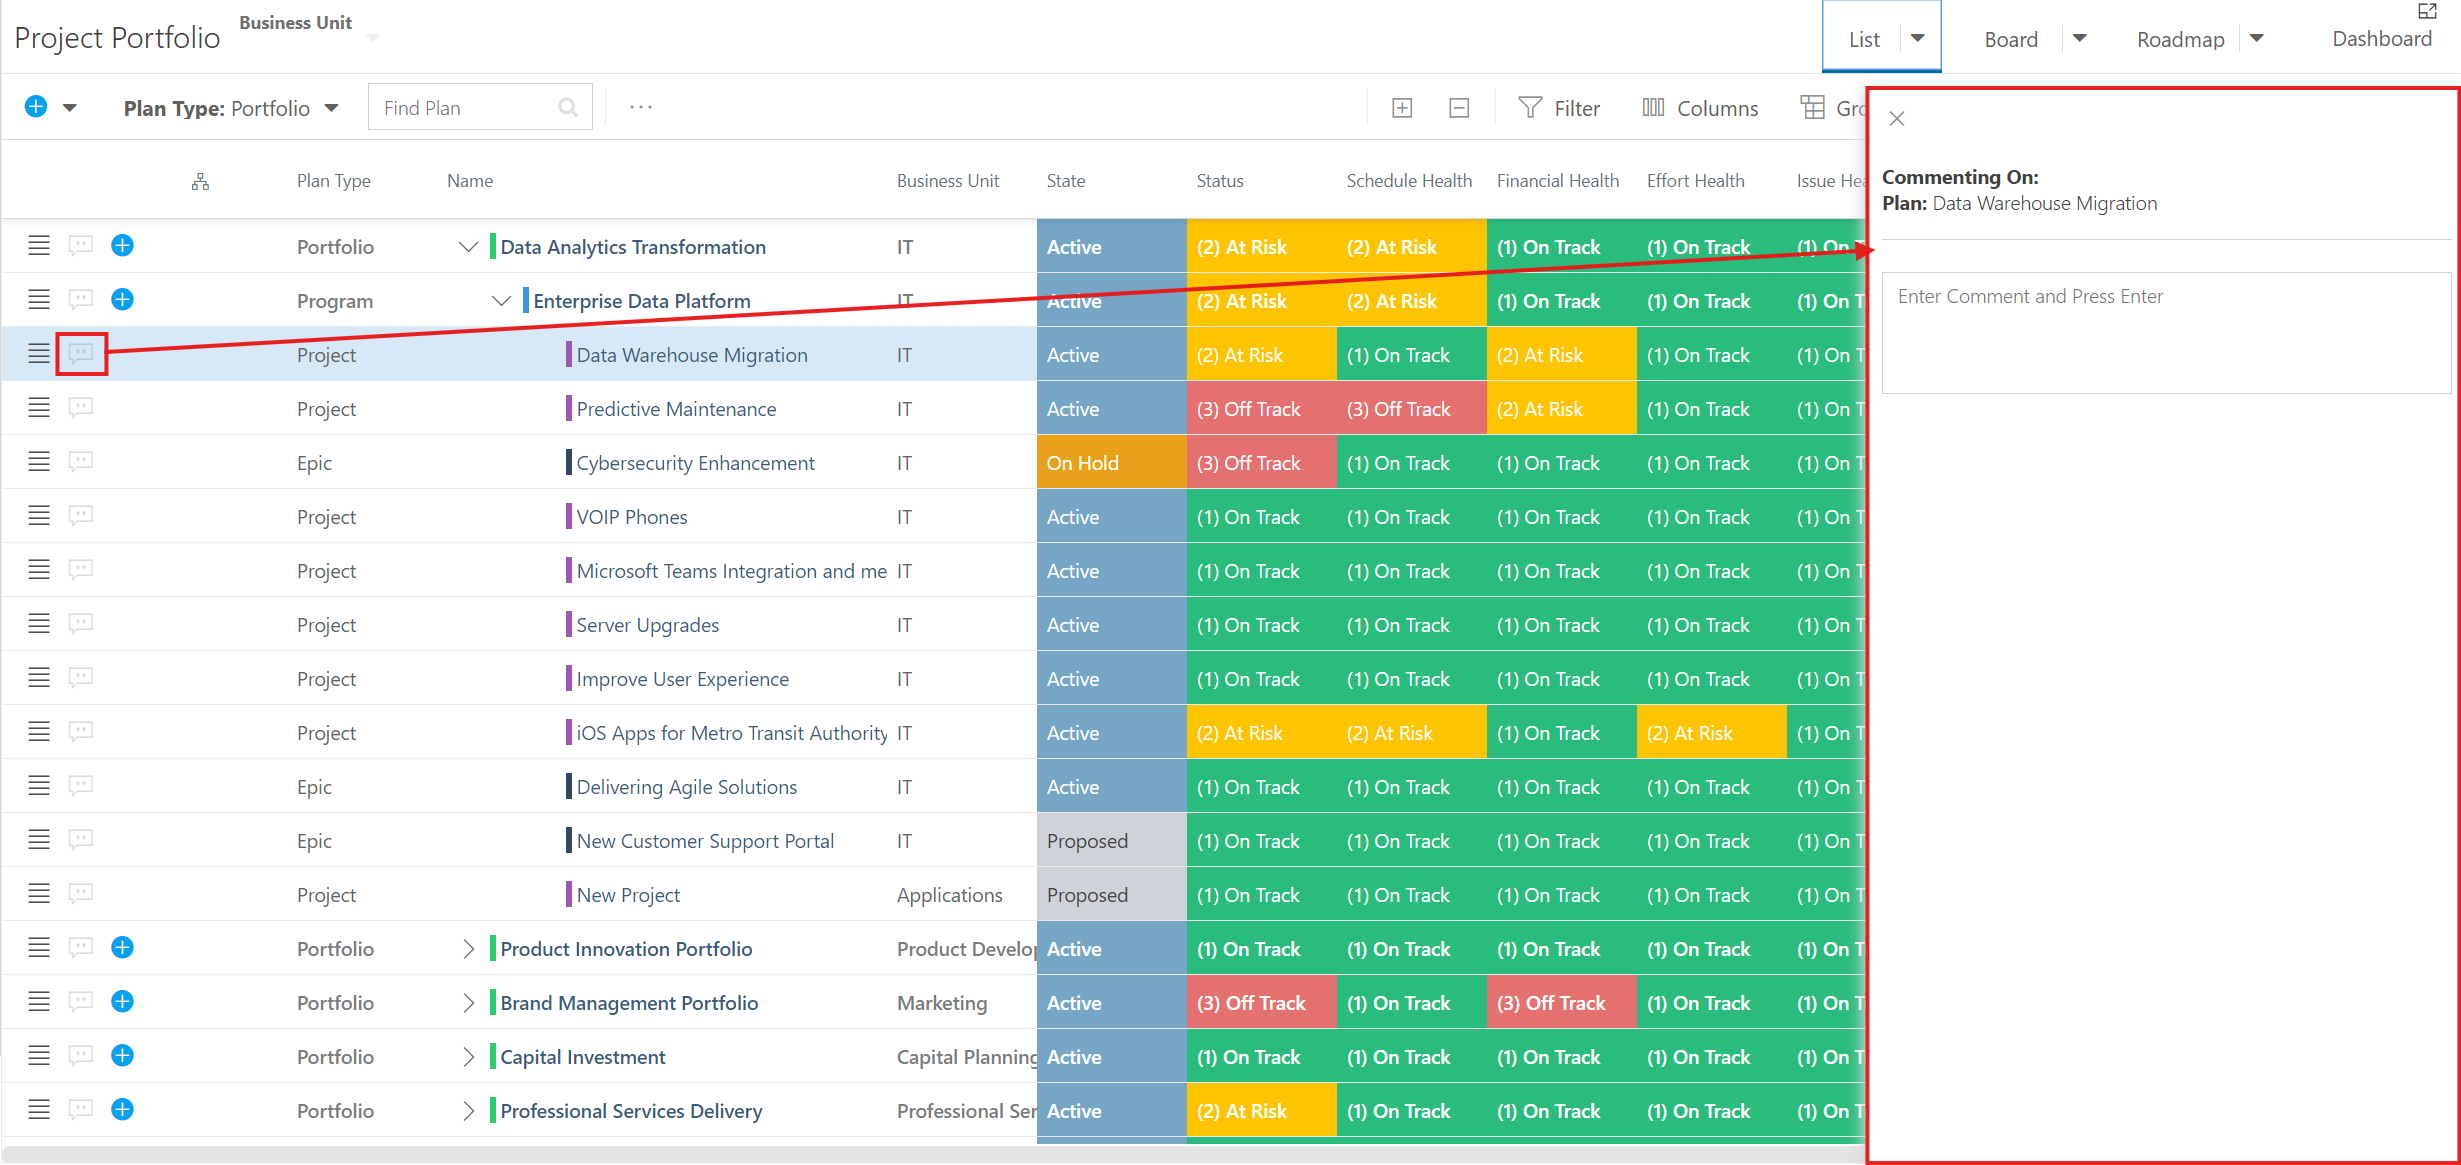 Project Portfolio Business Unit
List Board Roadmap Dashboard
Plan Type: Portfolio Find Plan ... Filter Columns Gro
Plan Type Name Business Unit State Status Schedule Health Financial Health Effort Health Issue Hea
Portfolio Data Analytics Transformation IT Active (2) At Risk (2) At Risk (1) On Track (1) On Track (1) On
Program Enterprise Data Platform IT Active (2) At Risk (2) At Risk (1) On Track (1) On Track (1) On T
Project Data Warehouse Migration IT Active (2) At Risk (1) On Track (2) At Risk (1) On Track (1) On T
Project Predictive Maintenance IT Active (3) Off Track (3) Off Track (2) At Risk (1) On Track (1) On T
Epic Cybersecurity Enhancement IT On Hold (3) Off Track (1) On Track (1) On Track (1) On Track (1) On T
Project VOIP Phones IT Active (1) On Track (1) On Track (1) On Track (1) On Track (1) On T
Project Microsoft Teams Integration and me IT Active (1) On Track (1) On Track (1) On Track (1) On Track (1) On T
Project Server Upgrades IT Active (1) On Track (1) On Track (1) On Track (1) On Track (1) On T
Project Improve User Experience IT Active (1) On Track (1) On Track (1) On Track (1) On Track (1) On T
Project iOS Apps for Metro Transit Authority IT Active (2) At Risk (2) At Risk (1) On Track (2) At Risk (1) On T
Epic Delivering Agile Solutions IT Active (1) On Track (1) On Track (1) On Track (1) On Track (1) On T
Epic New Customer Support Portal IT Proposed (1) On Track (1) On Track (1) On Track (1) On Track (1) On T
Project New Project Applications Proposed (1) On Track (1) On Track (1) On Track (1) On Track (1) On T
Portfolio Product Innovation Portfolio Product Develop Active (1) On Track (1) On Track (1) On Track (1) On Track (1) On T
Portfolio Brand Management Portfolio Marketing Active (3) Off Track (1) On Track (3) Off Track (1) On Track (1) On T
Portfolio Capital Investment Capital Planning Active (1) On Track (1) On Track (1) On Track (1) On Track (1) On T
Portfolio Professional Services Delivery Professional Ser Active (2) At Risk (1) On Track (1) On Track (1) On Track (1) On T
Commenting On:
Plan: Data Warehouse Migration
Enter Comment and Press Enter